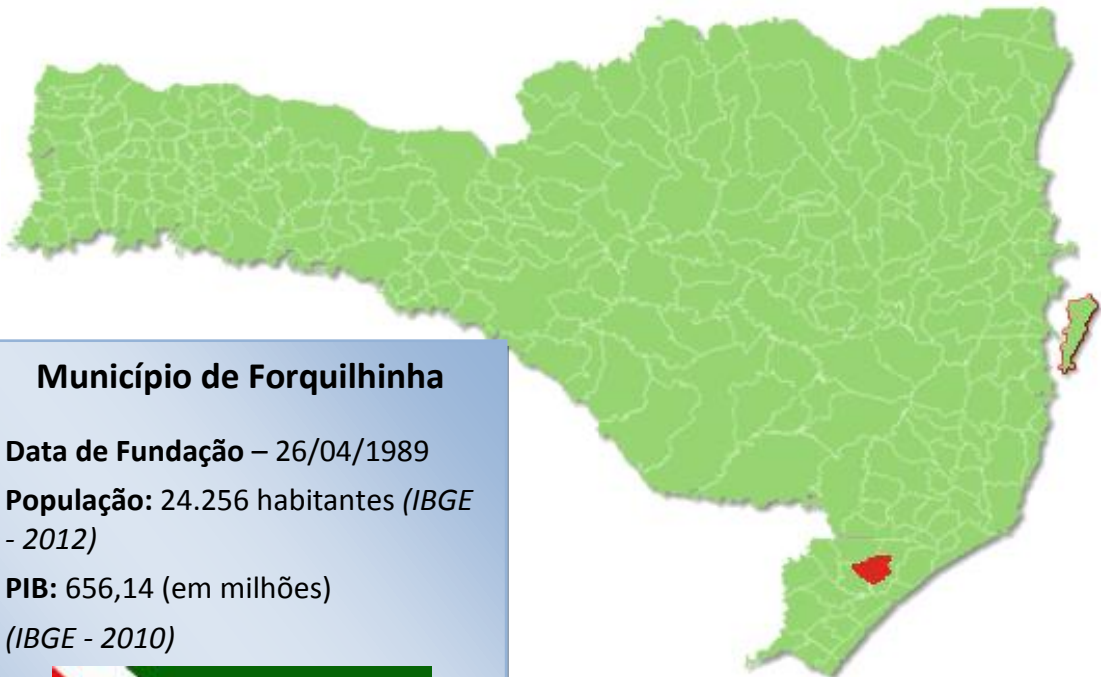 Município de Forquilhinha
Data de Fundação – 26/04/1989
População: 24.256 habitantes (IBGE
- 2012)
PIB: 656,14 (em milhões)
(IBGE - 2010)